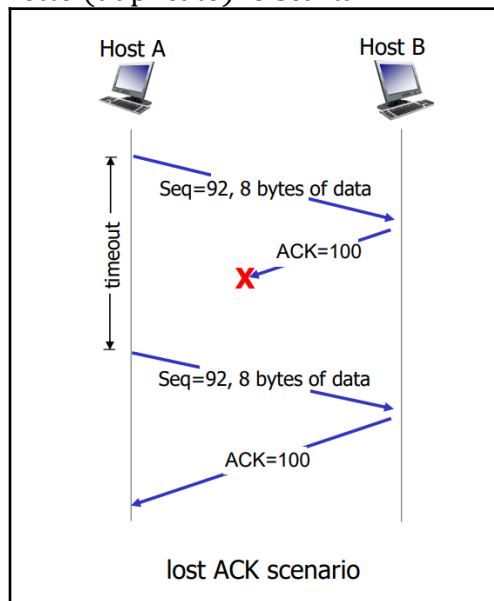 Host A
Host B
Seq=92, 8 bytes of data
ACK=100
X
timeout
Seq=92, 8 bytes of data
ACK=100
lost ACK scenario